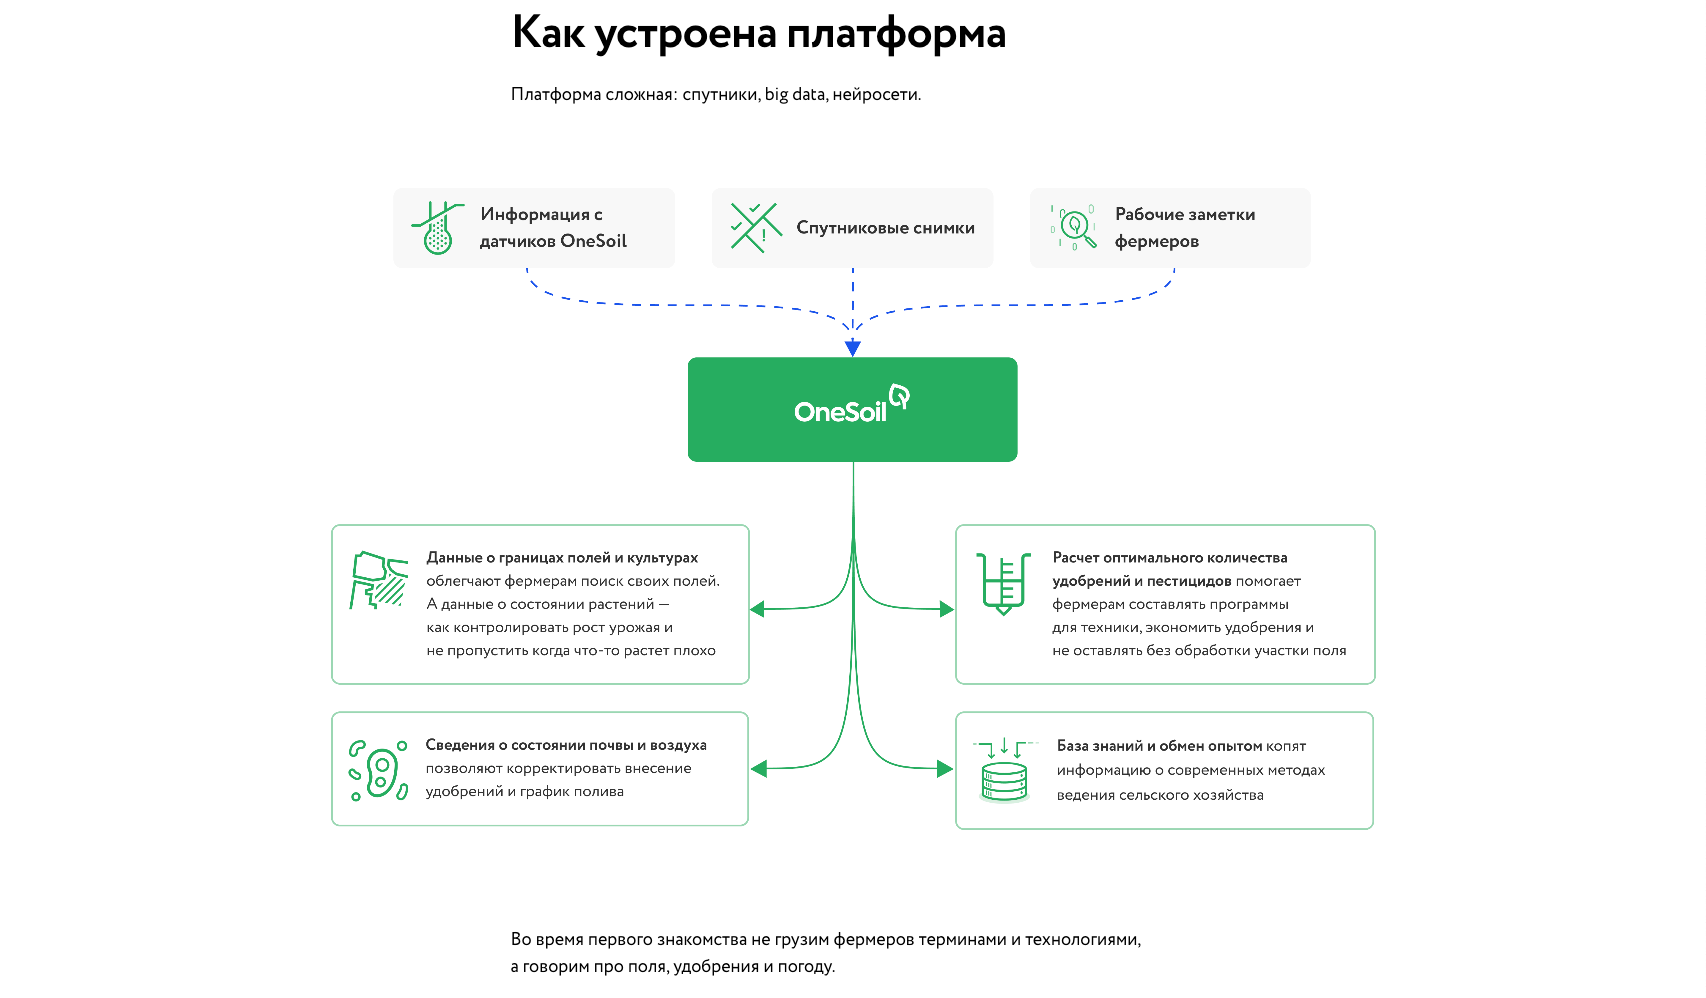 Как устроена платформа
Платформа сложная: спутники, big data, нейросети.
Информация с
датчиков OneSoil
Спутниковые снимки
Рабочие заметки
фермеров
OneSoil
Данные о границах полей и культурах
облегчают фермерам поиск своих полей.
А данные о состоянии растений —
как контролировать рост урожая и
не пропустить когда что-то растет плохо
Расчет оптимального количества
удобрений и пестицидов помогает
фермерам составлять программы
для техники, экономить удобрения и
не оставлять без обработки участки поля
Сведения о состоянии почвы и воздуха
позволяют корректировать внесение
удобрений и график полива
База знаний и обмен опытом копят
информацию о современных методах
ведения сельского хозяйства
Во время первого знакомства не грузим фермеров терминами и технологиями,
а говорим про поля, удобрения и погоду.